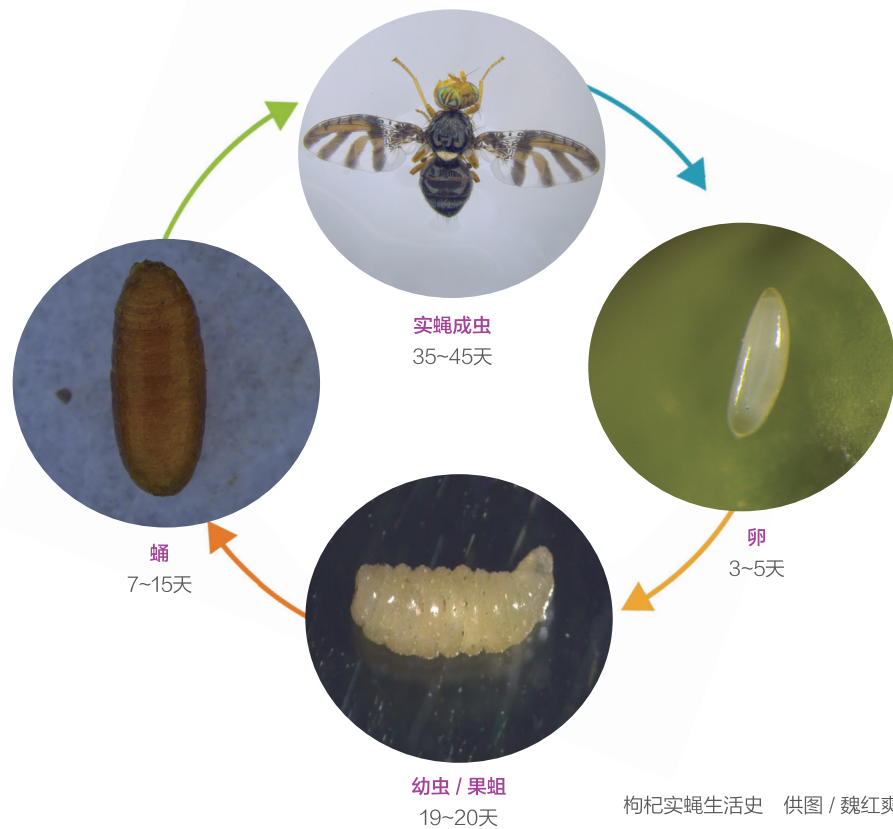 实蝇成虫
35~45天
卵
3~5天
蛹
7~15天
幼虫 / 果蛆
19~20天
枸杞实蝇生活史 供图 / 魏红爽